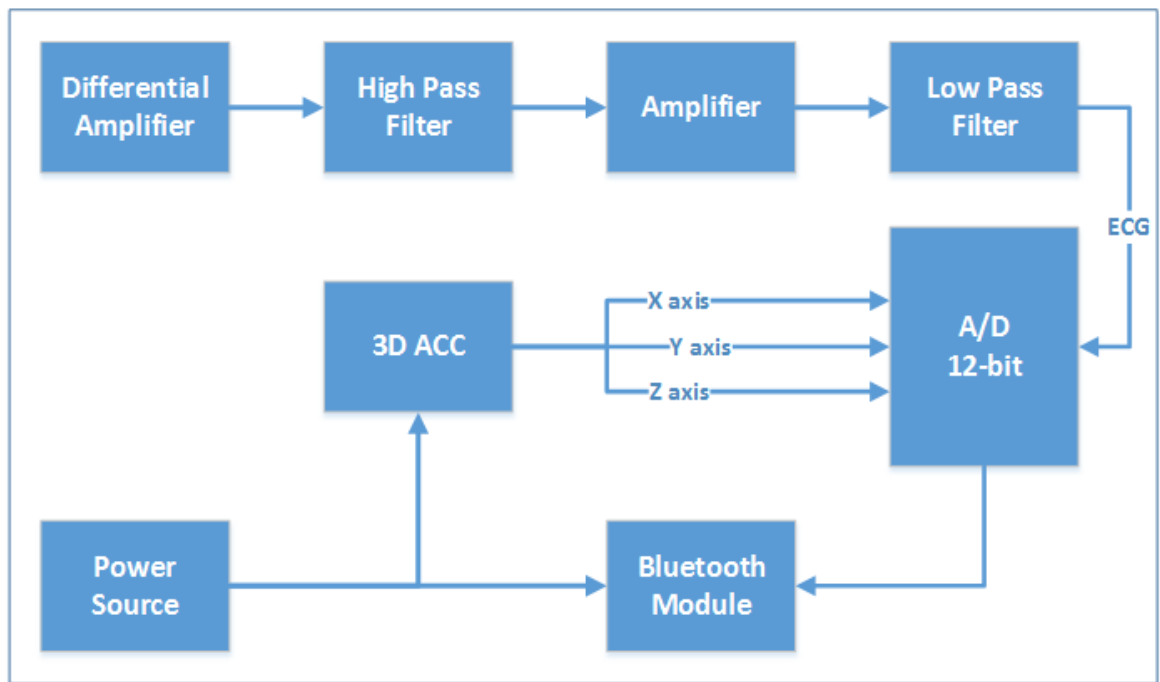 Differential
Amplifier
High Pass
Filter
Amplifier
Low Pass
Filter
ECG
X axis
Y axis
Z axis
3D ACC
A/D
12-bit
Power
Source
Bluetooth
Module